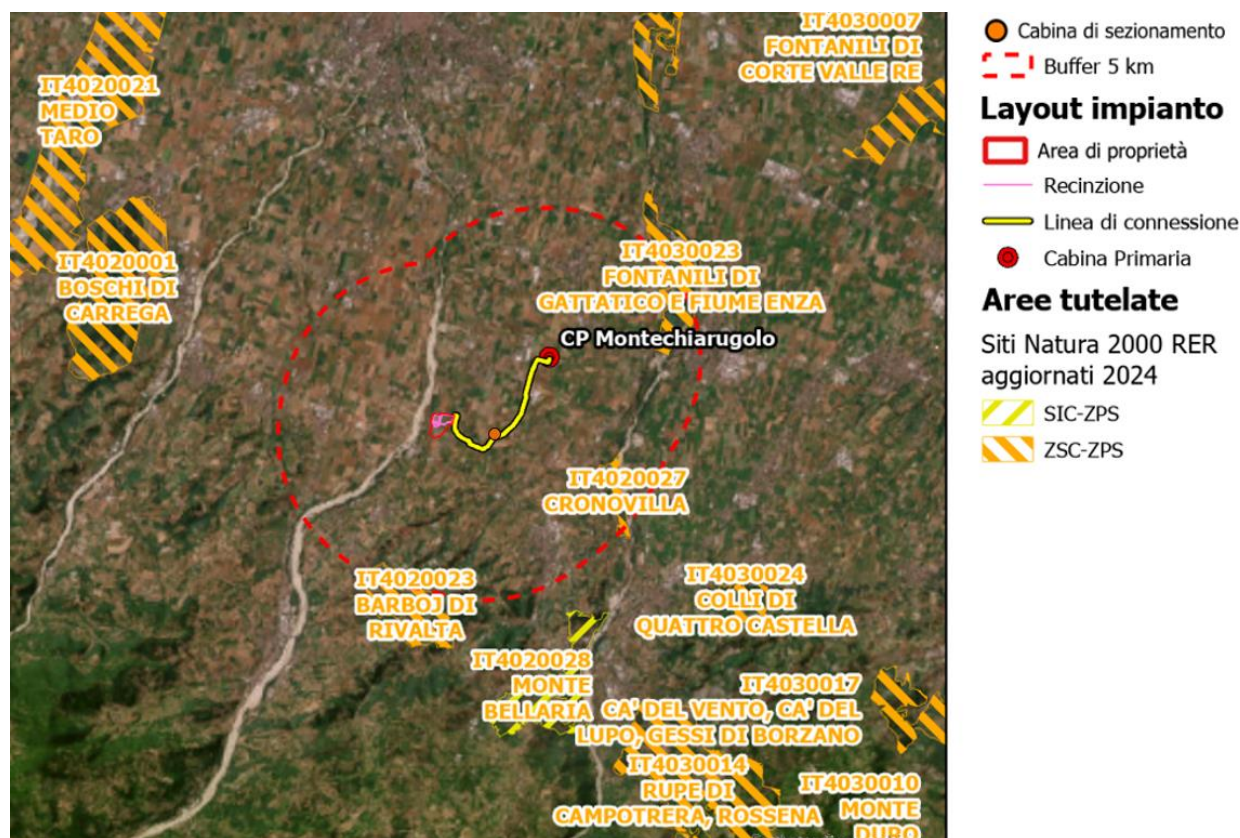 IT4030007
FONTANILI DI
CORTE VALLE RE
IT4020021
MEDIO
TARO
IT4020001
BOSCHI DI
CARREGA
IT4030023
FONTANILI DI
GATTATICO E FIUME ENZA
CP Montechiarugolo
IT4020027
CRONOVILLA
IT4020023
BARBOJ DI
RIVALTA
IT4030024
COLLI DI
QUATTRO CASTELLA
IT4020028
MONTE
BELLARIA
IT4030017
CA' DEL VENTO, CA' DEL
LUPO, GESSI DI BORZANO
IT4030014
RUPE DI
CAMPOTRERA, ROSSENA
IT4030010
MONTE
DURO
Cabina di sezionamento
Buffer 5 km
Layout impianto
Area di proprietà
Recinzione
Linea di connessione
Cabina Primaria
Aree tutelate
Siti Natura 2000 RER
aggiornati 2024
SIC-ZPS
ZSC-ZPS